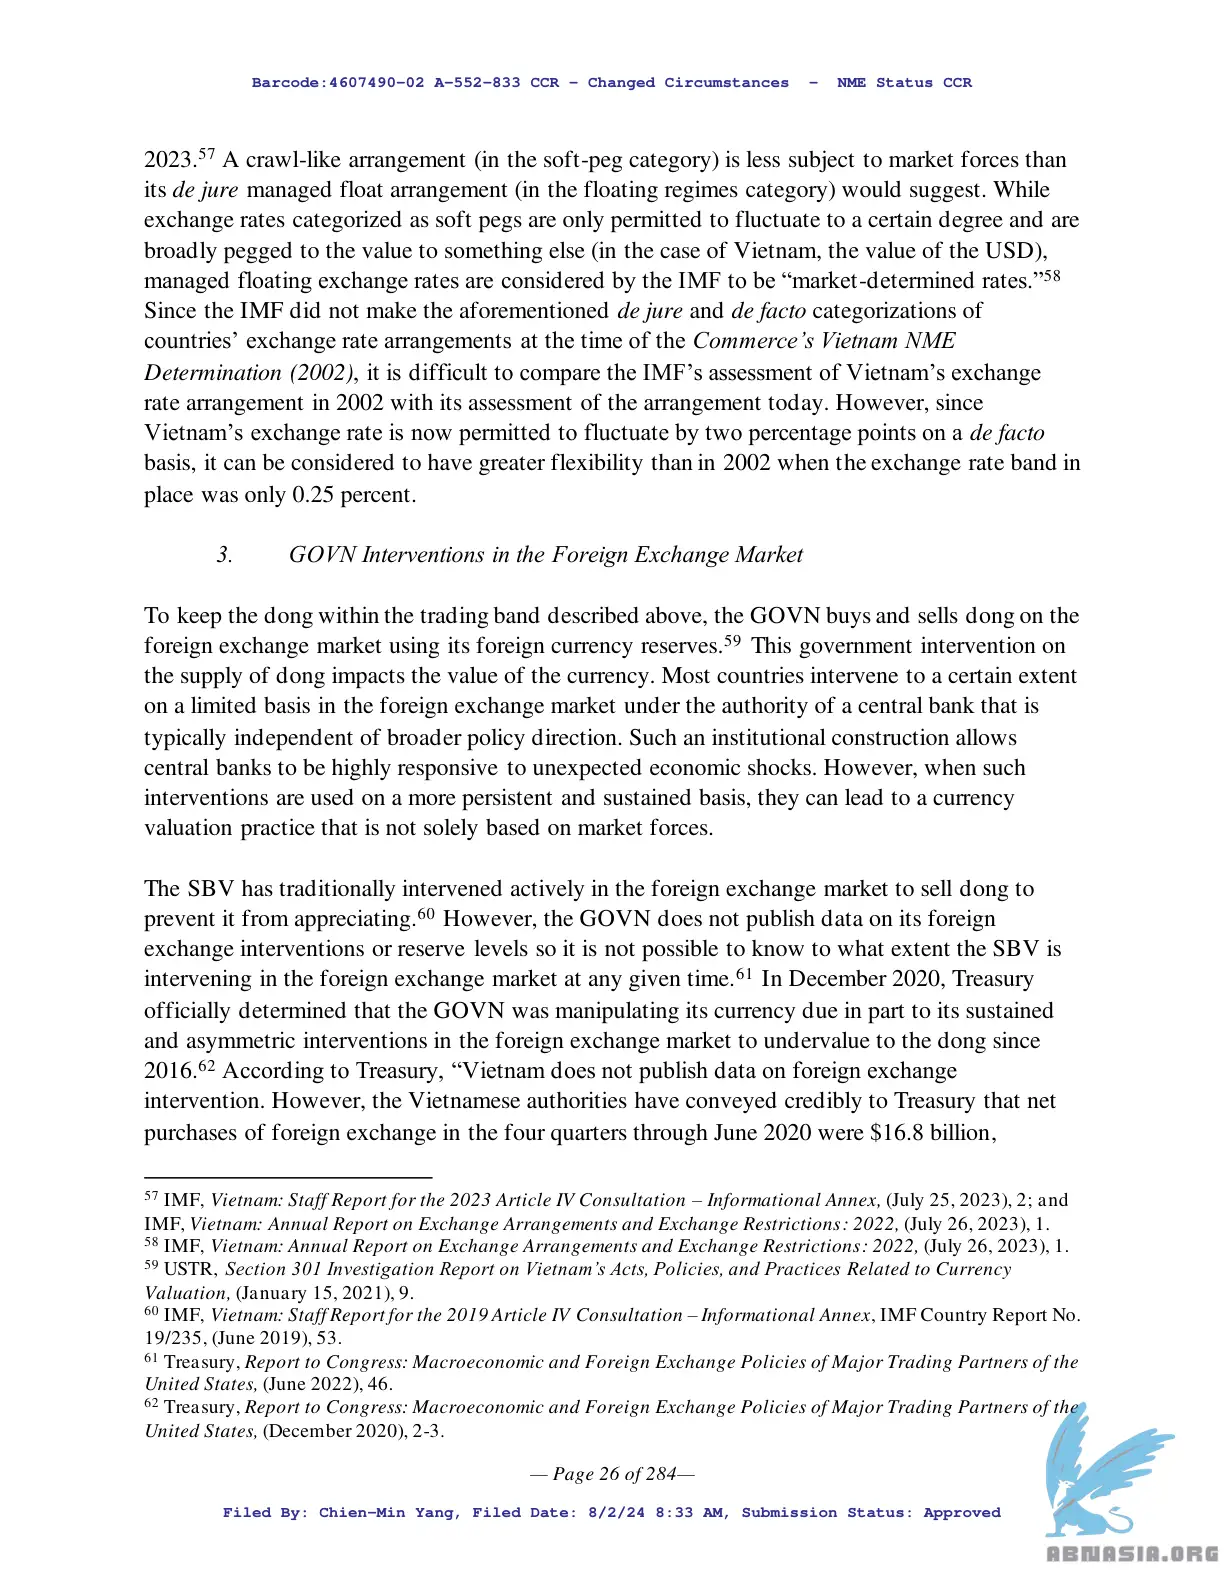 Barcode:4607490-02 A-552-833 CCR - Changed Circumstances - NME Status CCR
2023.57 A crawl-like arrangement (in the soft-peg category) is less subject to market forces than
its de jure managed float arrangement (in the floating regimes category) would suggest. While
exchange rates categorized as soft pegs are only permitted to fluctuate to a certain degree and are
broadly pegged to the value to something else (in the case of Vietnam, the value of the USD),
managed floating exchange rates are considered by the IMF to be “market-determined rates.”58
Since the IMF did not make the aforementioned de jure and de facto categorizations of
countries’ exchange rate arrangements at the time of the Commerce’s Vietnam NME
Determination (2002), it is difficult to compare the IMF’s assessment of Vietnam’s exchange
rate arrangement in 2002 with its assessment of the arrangement today. However, since
Vietnam’s exchange rate is now permitted to fluctuate by two percentage points on a de facto
basis, it can be considered to have greater flexibility than in 2002 when the exchange rate band in
place was only 0.25 percent.
3. GOVN Interventions in the Foreign Exchange Market
To keep the dong within the trading band described above, the GOVN buys and sells dong on the
foreign exchange market using its foreign currency reserves.59 This government intervention on
the supply of dong impacts the value of the currency. Most countries intervene to a certain extent
on a limited basis in the foreign exchange market under the authority of a central bank that is
typically independent of broader policy direction. Such an institutional construction allows
central banks to be highly responsive to unexpected economic shocks. However, when such
interventions are used on a more persistent and sustained basis, they can lead to a currency
valuation practice that is not solely based on market forces.
The SBV has traditionally intervened actively in the foreign exchange market to sell dong to
prevent it from appreciating.60 However, the GOVN does not publish data on its foreign
exchange interventions or reserve levels so it is not possible to know to what extent the SBV is
intervening in the foreign exchange market at any given time.61 In December 2020, Treasury
officially determined that the GOVN was manipulating its currency due in part to its sustained
and asymmetric interventions in the foreign exchange market to undervalue to the dong since
2016.62 According to Treasury, “Vietnam does not publish data on foreign exchange
intervention. However, the Vietnamese authorities have conveyed credibly to Treasury that net
purchases of foreign exchange in the four quarters through June 2020 were $16.8 billion,
57 IMF, Vietnam: Staff Report for the 2023 Article IV Consultation – Informational Annex, (July 25, 2023), 2; and
IMF, Vietnam: Annual Report on Exchange Arrangements and Exchange Restrictions: 2022, (July 26, 2023), 1.
58 IMF, Vietnam: Annual Report on Exchange Arrangements and Exchange Restrictions: 2022, (July 26, 2023), 1.
59 USTR, Section 301 Investigation Report on Vietnam’s Acts, Policies, and Practices Related to Currency
Valuation, (January 15, 2021), 9.
60 IMF, Vietnam: Staff Report for the 2019 Article IV Consultation – Informational Annex, IMF Country Report No.
19/235, (June 2019), 53.
61 Treasury, Report to Congress: Macroeconomic and Foreign Exchange Policies of Major Trading Partners of the
United States, (June 2022), 46.
62 Treasury, Report to Congress: Macroeconomic and Foreign Exchange Policies of Major Trading Partners of the
United States, (December 2020), 2-3.
— Page 26 of 284—
Filed By: Chien-Min Yang, Filed Date: 8/2/24 8:33 AM, Submission Status: Approved
ABNASIA.ORG